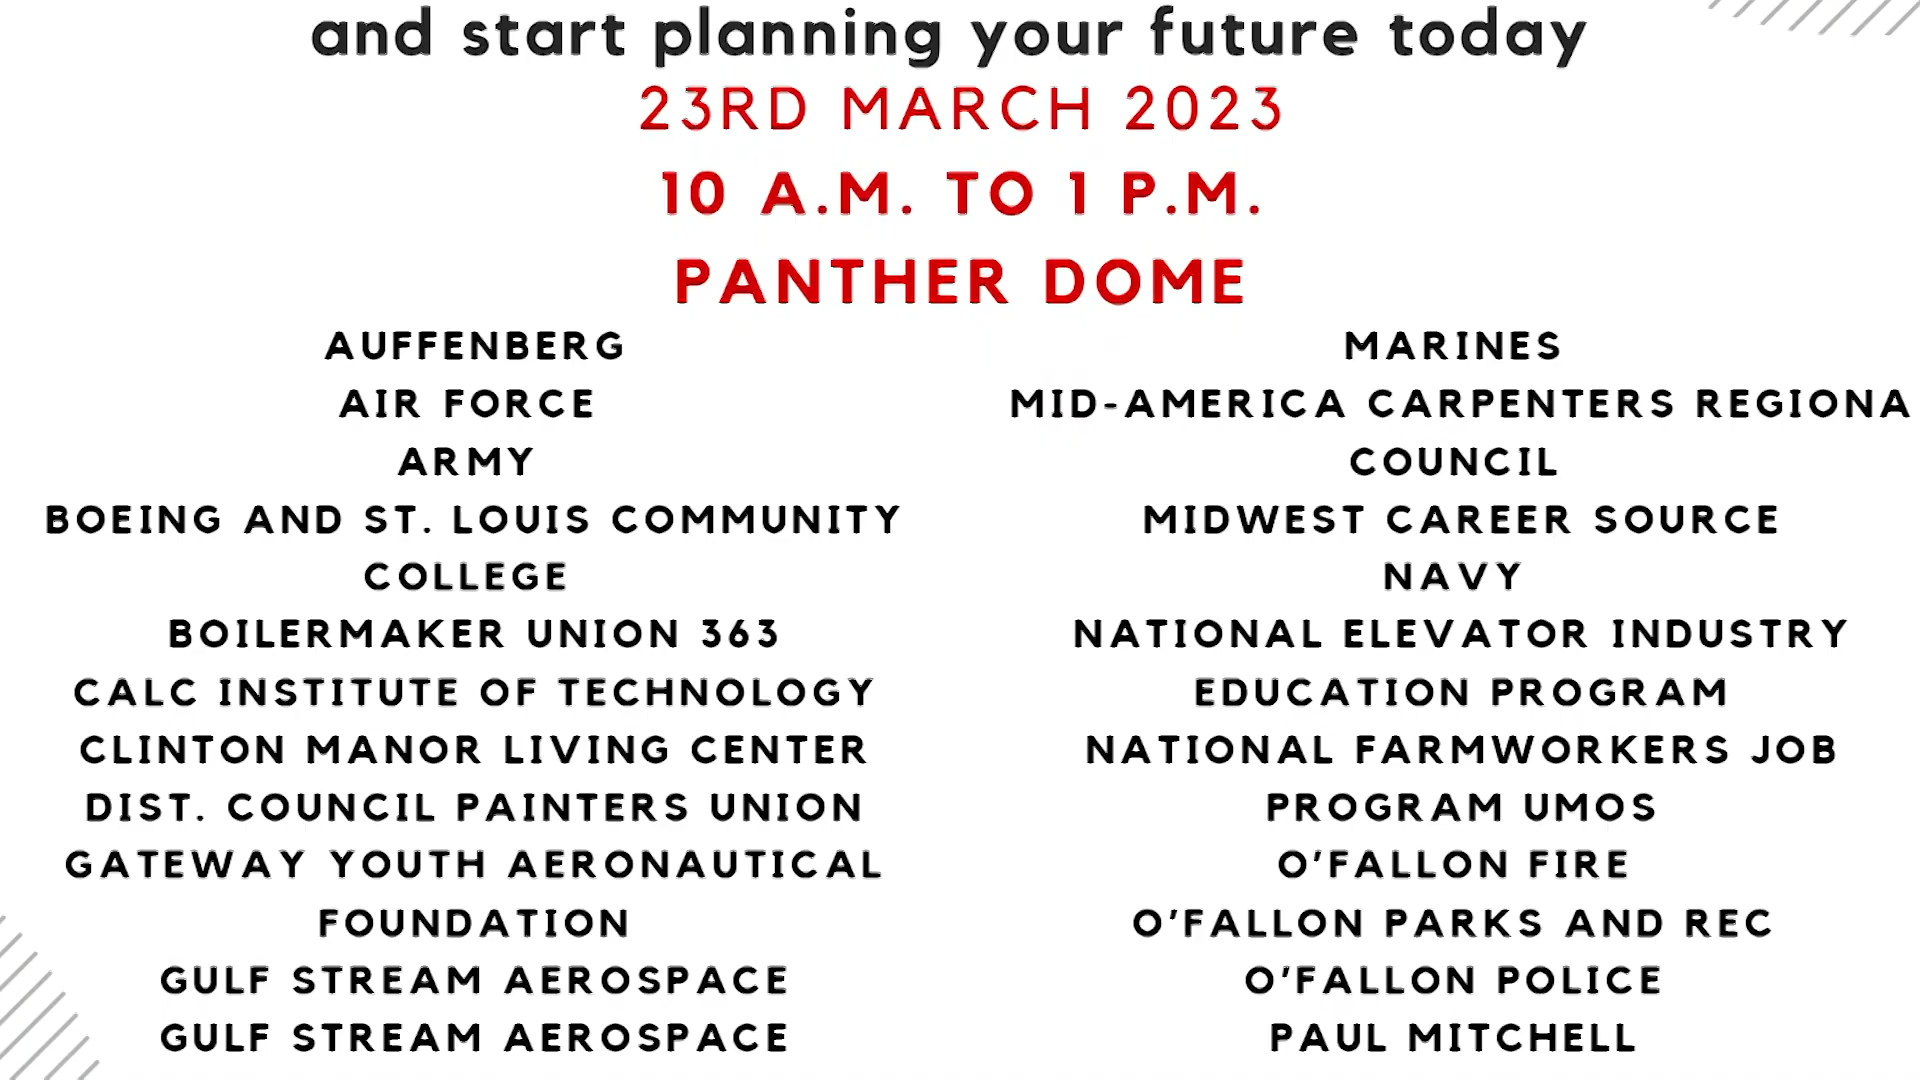 and start planning your future today
23RD MARCH 2023
10 A.M. TO 1 P.M.
PANTHER DOME
AUFFENBERG
AIR FORCE
ARMY
BOEING AND ST. LOUIS COMMUNITY
COLLEGE
BOILERMAKER UNION 363
CALC INSTITUTE OF TECHNOLOGY
CLINTON MANOR LIVING CENTER
DIST. COUNCIL PAINTERS UNION
GATEWAY YOUTH AERONAUTICAL
FOUNDATION
GULF STREAM AEROSPACE
GULF STREAM AEROSPACE
MARINES
MID-AMERICA CARPENTERS REGIONA
COUNCIL
MIDWEST CAREER SOURCE
NAVY
NATIONAL ELEVATOR INDUSTRY
EDUCATION PROGRAM
NATIONAL FARMWORKERS JOB
PROGRAM UMOS
O'FALLON FIRE
O'FALLON PARKS AND REC
O'FALLON POLICE
PAUL MITCHELL